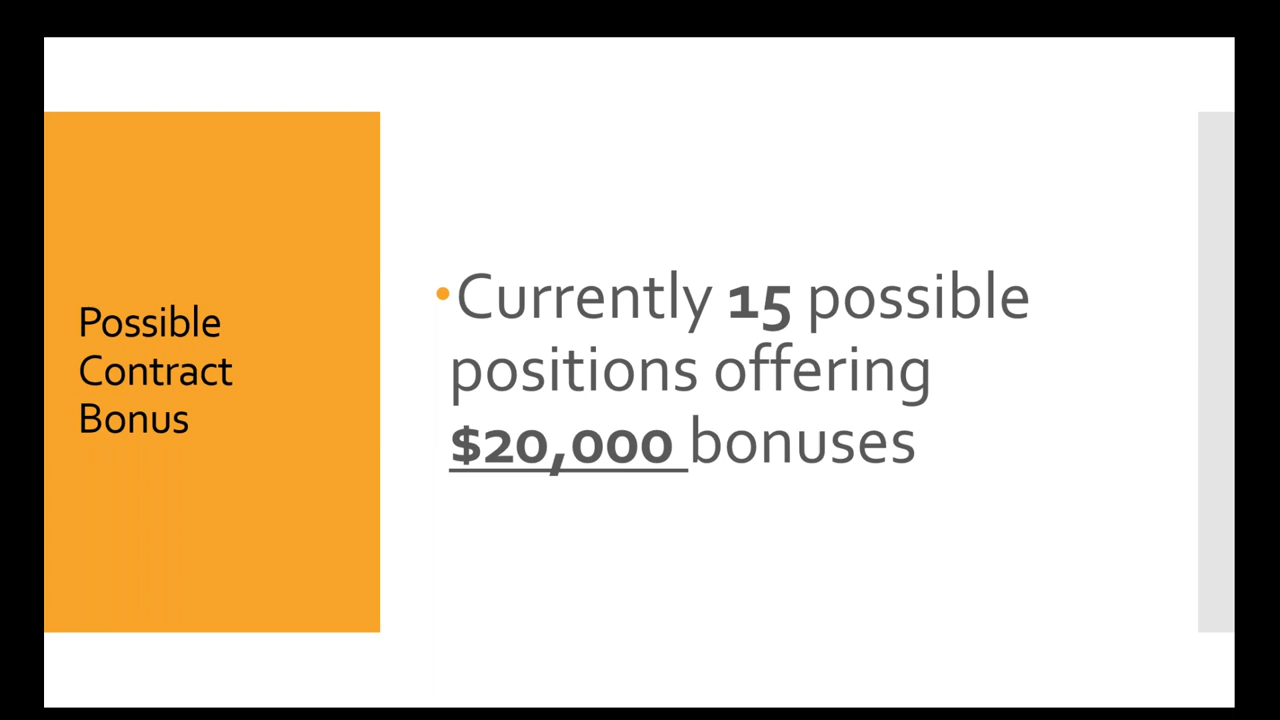 Possible
Contract
Bonus
•Currently 15 possible
positions offering
$20,000 bonuses